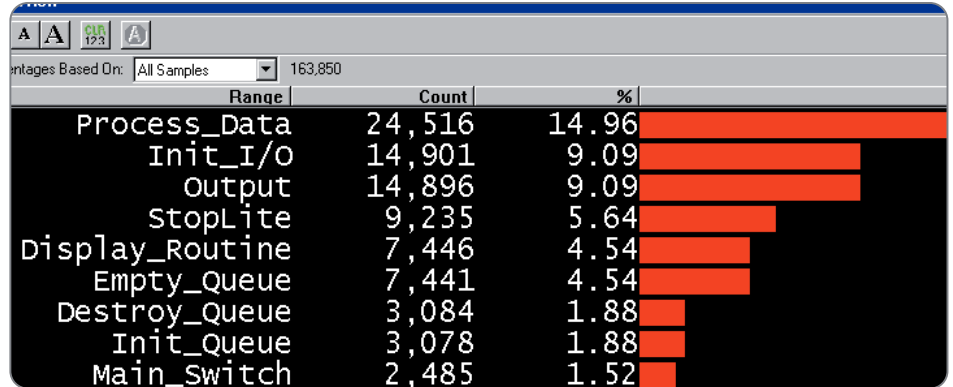 A A CLR 123 A
entages Based On: All Samples 163,850
Range Count %
Process_Data 24,516 14.96
Init_I/O 14,901 9.09
Output 14,896 9.09
StopLite 9,235 5.64
Display_Routine 7,446 4.54
Empty_Queue 7,441 4.54
Destroy_Queue 3,084 1.88
Init_Queue 3,078 1.88
Main_Switch 2,485 1.52